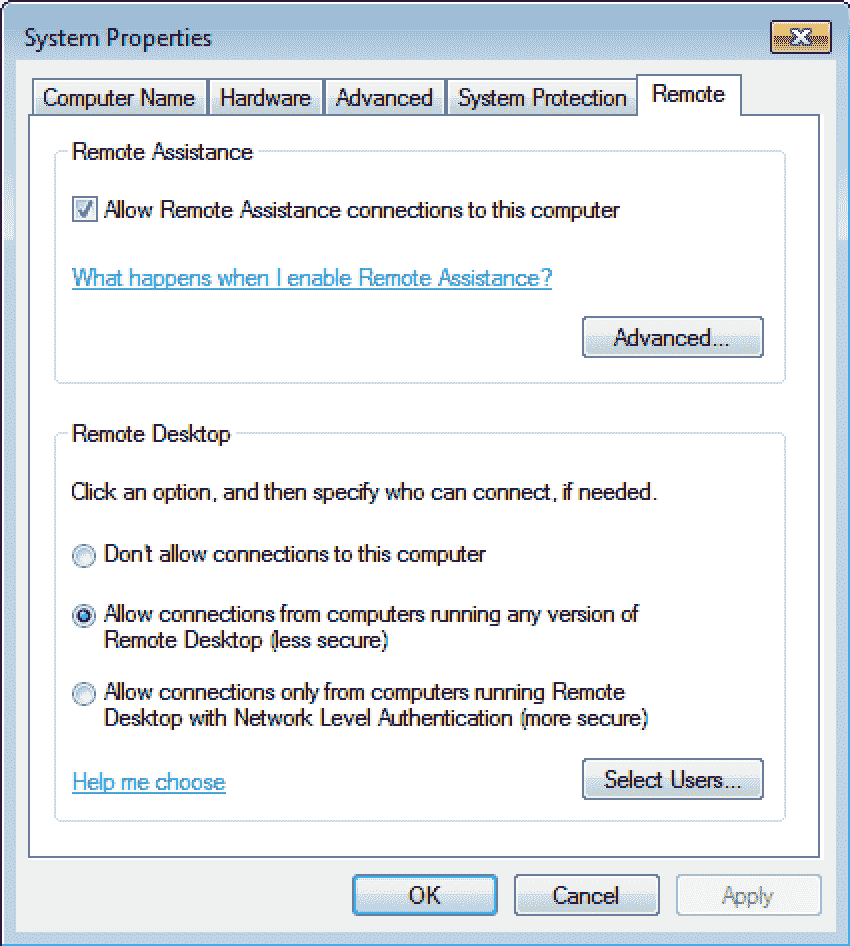 System Properties
Computer Name
Hardware
Advanced
System Protection
Remote
Remote Assistance
Allow Remote Assistance connections to this computer
What happens when I enable Remote Assistance?
Advanced...
Remote Desktop
Click an option, and then specify who can connect, if needed.
Don't allow connections to this computer
Allow connections from computers running any version of
Remote Desktop (less secure)
Allow connections only from computers running Remote
Desktop with Network Level Authentication (more secure)
Help me choose
Select Users...
OK
Cancel
Apply